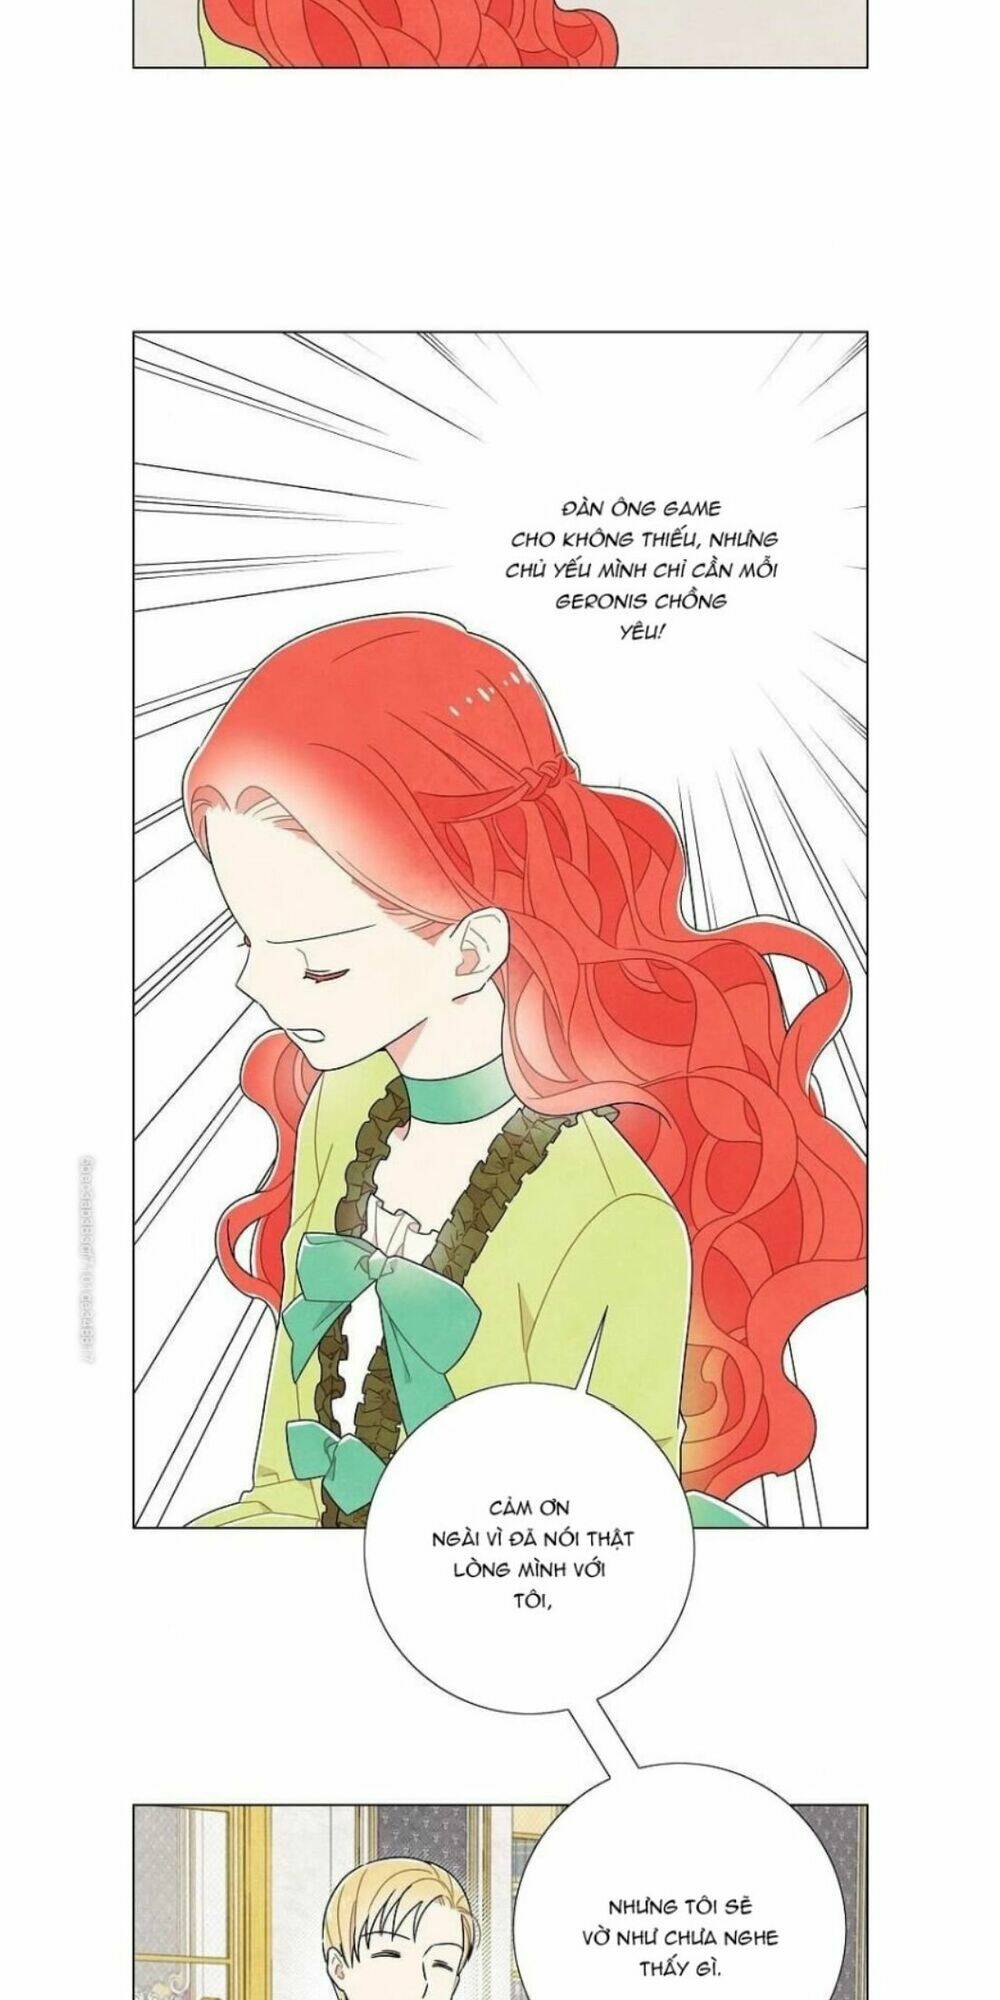 ĐÀN ÔNG GAME
CHO KHÔNG THIẾU, NHƯNG
CHỦ YẾU MÌNH CHỈ CẦN MỖI
GERONIS CHỒNG
YÊU!
CẢM ƠN
NGÀI VÌ ĐÃ NÓI THẬT
LÒNG MÌNH VỚI
TÔI,
NHƯNG TÔI SẼ
VỜ NHƯ CHƯA NGHE
THẤY GÌ.